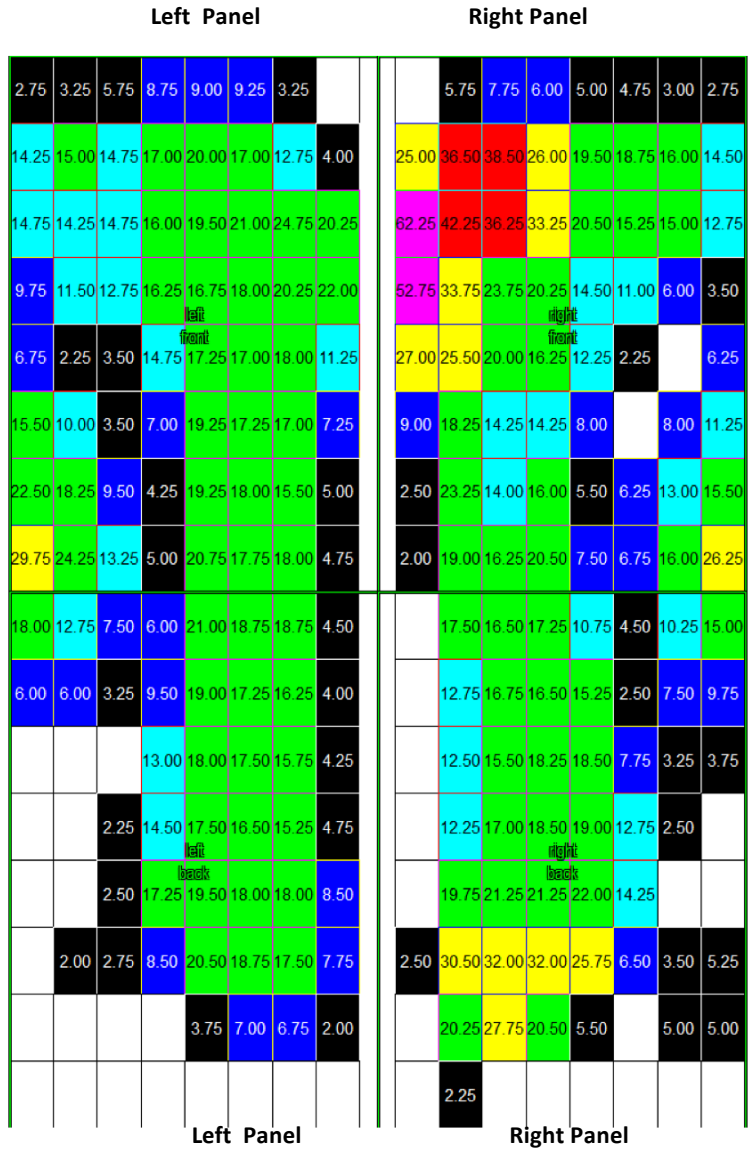 Left Panel Right Panel
2.75 3.25 5.75 8.75 9.00 9.25 3.25 5.75 7.75 6.00 5.00 4.75 3.00 2.75
14.25 15.00 14.75 17.00 20.00 17.00 12.75 4.00 25.00 36.50 38.50 26.00 19.50 18.75 16.00 14.50
14.75 14.25 14.75 16.00 19.50 21.00 24.75 20.25 62.25 42.25 36.25 33.25 20.50 15.25 15.00 12.75
9.75 11.50 12.75 16.25 16.75 18.00 20.25 22.00 52.75 33.75 23.75 20.25 14.50 11.00 6.00 3.50
left right
front front
6.75 2.25 3.50 14.75 17.25 17.00 18.00 11.25 27.00 25.50 20.00 16.25 12.25 2.25 6.25
15.50 10.00 3.50 7.00 19.25 17.25 17.00 7.25 9.00 18.25 14.25 14.25 8.00 8.00 11.25
22.50 18.25 9.50 4.25 19.25 18.00 15.50 5.00 2.50 23.25 14.00 16.00 5.50 6.25 13.00 15.50
29.75 24.25 13.25 5.00 20.75 17.75 18.00 4.75 2.00 19.00 16.25 20.50 7.50 6.75 16.00 26.25
18.00 12.75 7.50 6.00 21.00 18.75 18.75 4.50 17.50 16.50 17.25 10.75 4.50 10.25 15.00
6.00 6.00 3.25 9.50 19.00 17.25 16.25 4.00 12.75 16.75 16.50 15.25 2.50 7.50 9.75
13.00 18.00 17.50 15.75 4.25 12.50 15.50 18.25 18.50 7.75 3.25 3.75
2.25 14.50 17.50 16.50 15.25 4.75 12.25 17.00 18.50 19.00 12.75 2.50
left right
back back
2.50 17.25 19.50 18.00 18.00 8.50 19.75 21.25 21.25 22.00 14.25
2.00 2.75 8.50 20.50 18.75 17.50 7.75 2.50 30.50 32.00 32.00 25.75 6.50 3.50 5.25
3.75 7.00 6.75 2.00 20.25 27.75 20.50 5.50 5.00 5.00
2.25
Left Panel Right Panel